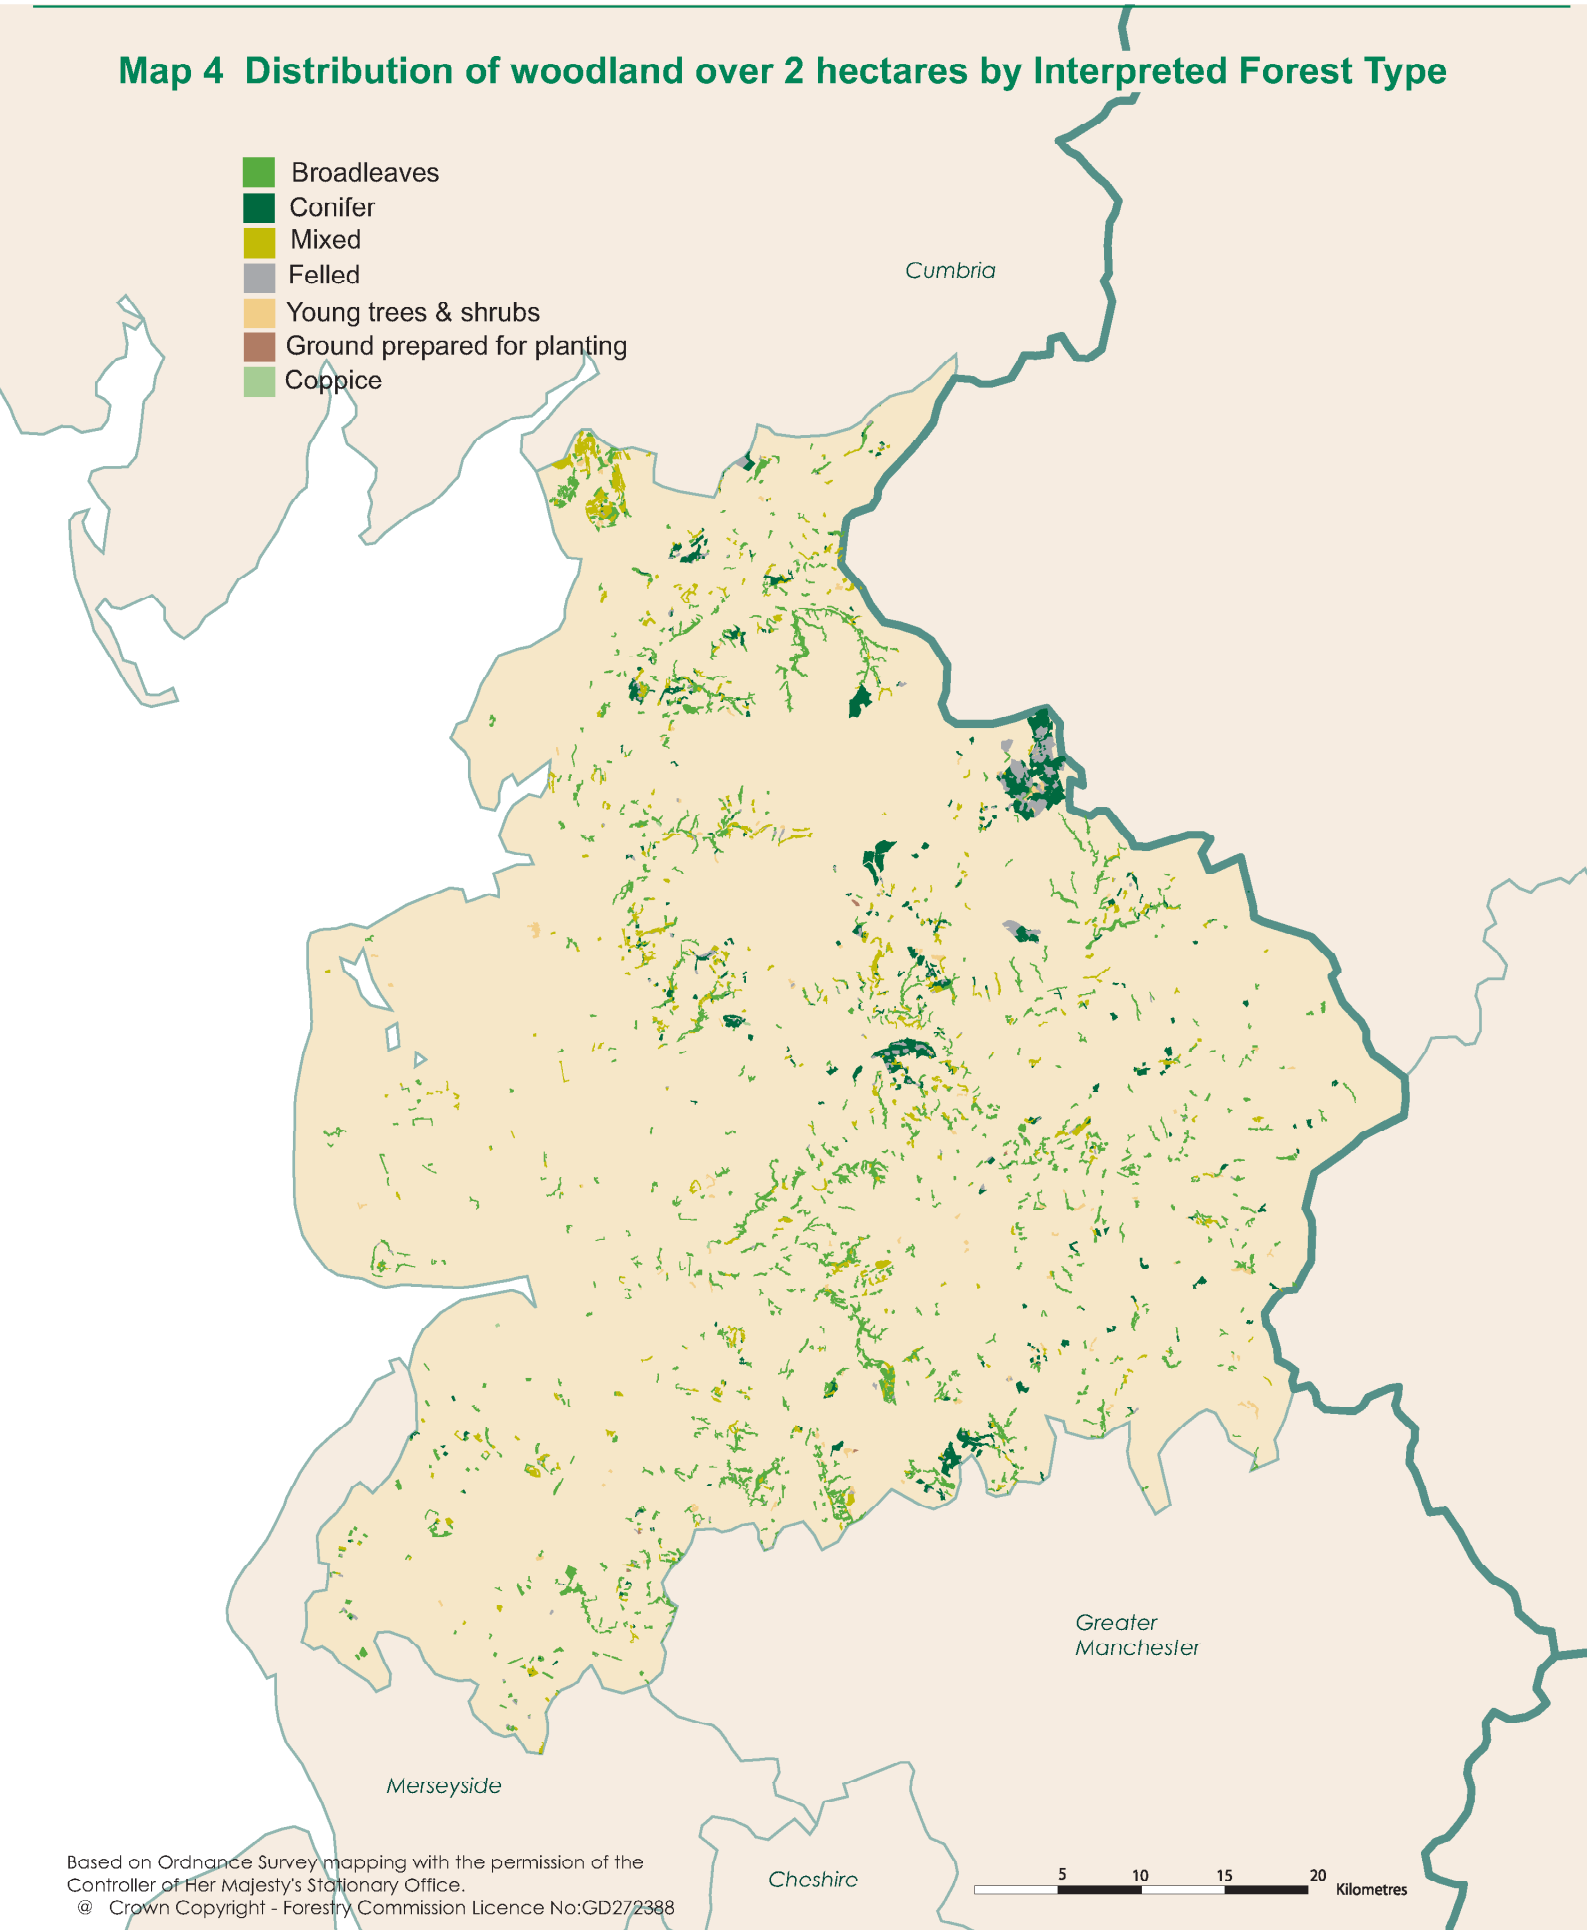 Map 4 Distribution of woodland over 2 hectares by Interpreted Forest Type
Broadleaves
Conifer
Mixed
Felled
Young trees & shrubs
Ground prepared for planting
Coppice
Cumbria
Greater
Manchester
Merseyside
Cheshire
5 10 15 20
Kilometres
Based on Ordnance Survey mapping with the permission of the
Controller of Her Majesty's Stationary Office.
@ Crown Copyright - Forestry Commission Licence No:GD272388